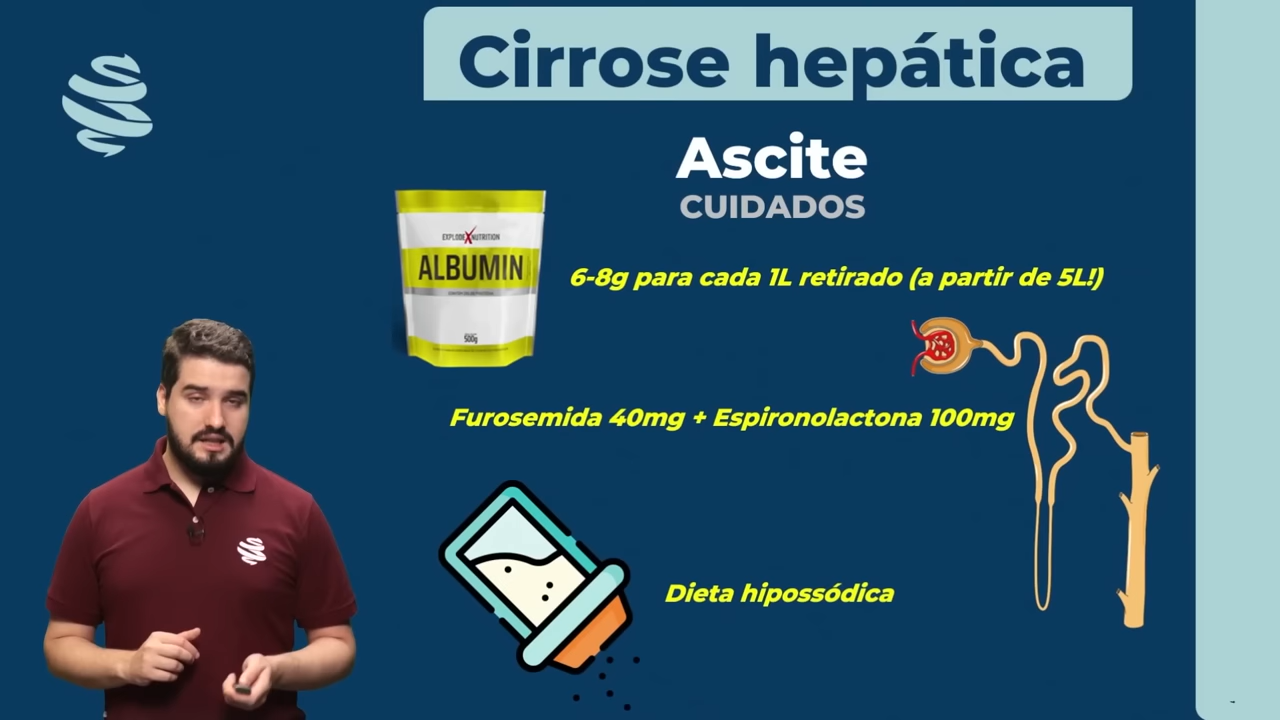 Cirrose hepática
Ascite
CUIDADOS
EXPLODE X NUTRITION
ALBUMIN
500g
6-8g para cada 1L retirado (a partir de 5L!)
Furosemida 40mg + Espironolactona 100mg
Dieta hipossódica